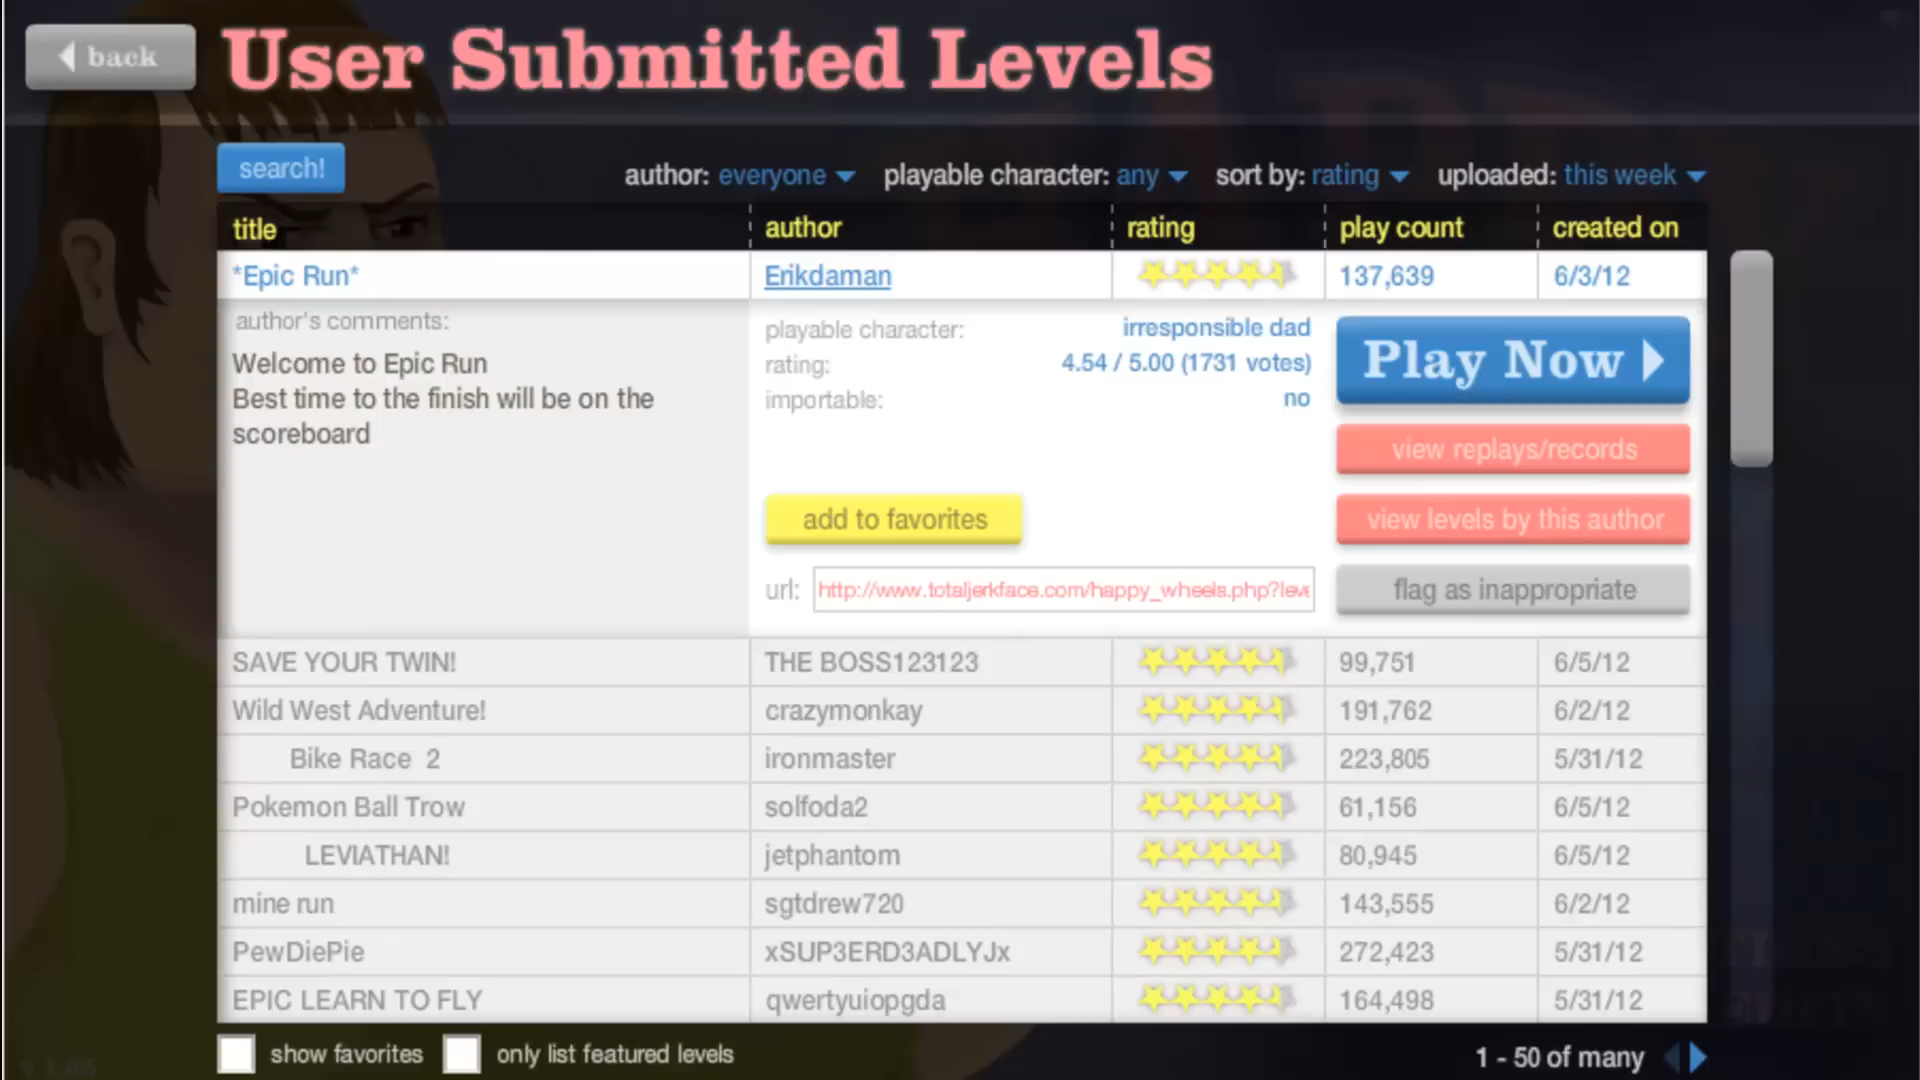 back
User Submitted Levels
search!
author: everyone playable character: any sort by: rating uploaded: this week
title author rating play count created on
*Epic Run* Erikdaman 137,639 6/3/12
author's comments:
Welcome to Epic Run
Best time to the finish will be on the
scoreboard
playable character: irresponsible dad
rating: 4.54 / 5.00 (1731 votes)
importable: no
add to favorites
url: http://www.totaljerkface.com/happy_wheels.php?leve
Play Now
view replays/records
view levels by this author
flag as inappropriate
SAVE YOUR TWIN! THE BOSS123123 99,751 6/5/12
Wild West Adventure! crazymonkay 191,762 6/2/12
Bike Race 2 ironmaster 223,805 5/31/12
Pokemon Ball Trow solfoda2 61,156 6/5/12
LEVIATHAN! jetphantom 80,945 6/5/12
mine run sgtdrew720 143,555 6/2/12
PewDiePie xSUP3ERD3ADLYJx 272,423 5/31/12
EPIC LEARN TO FLY qwertyuiopgda 164,498 5/31/12
show favorites only list featured levels 1 - 50 of many